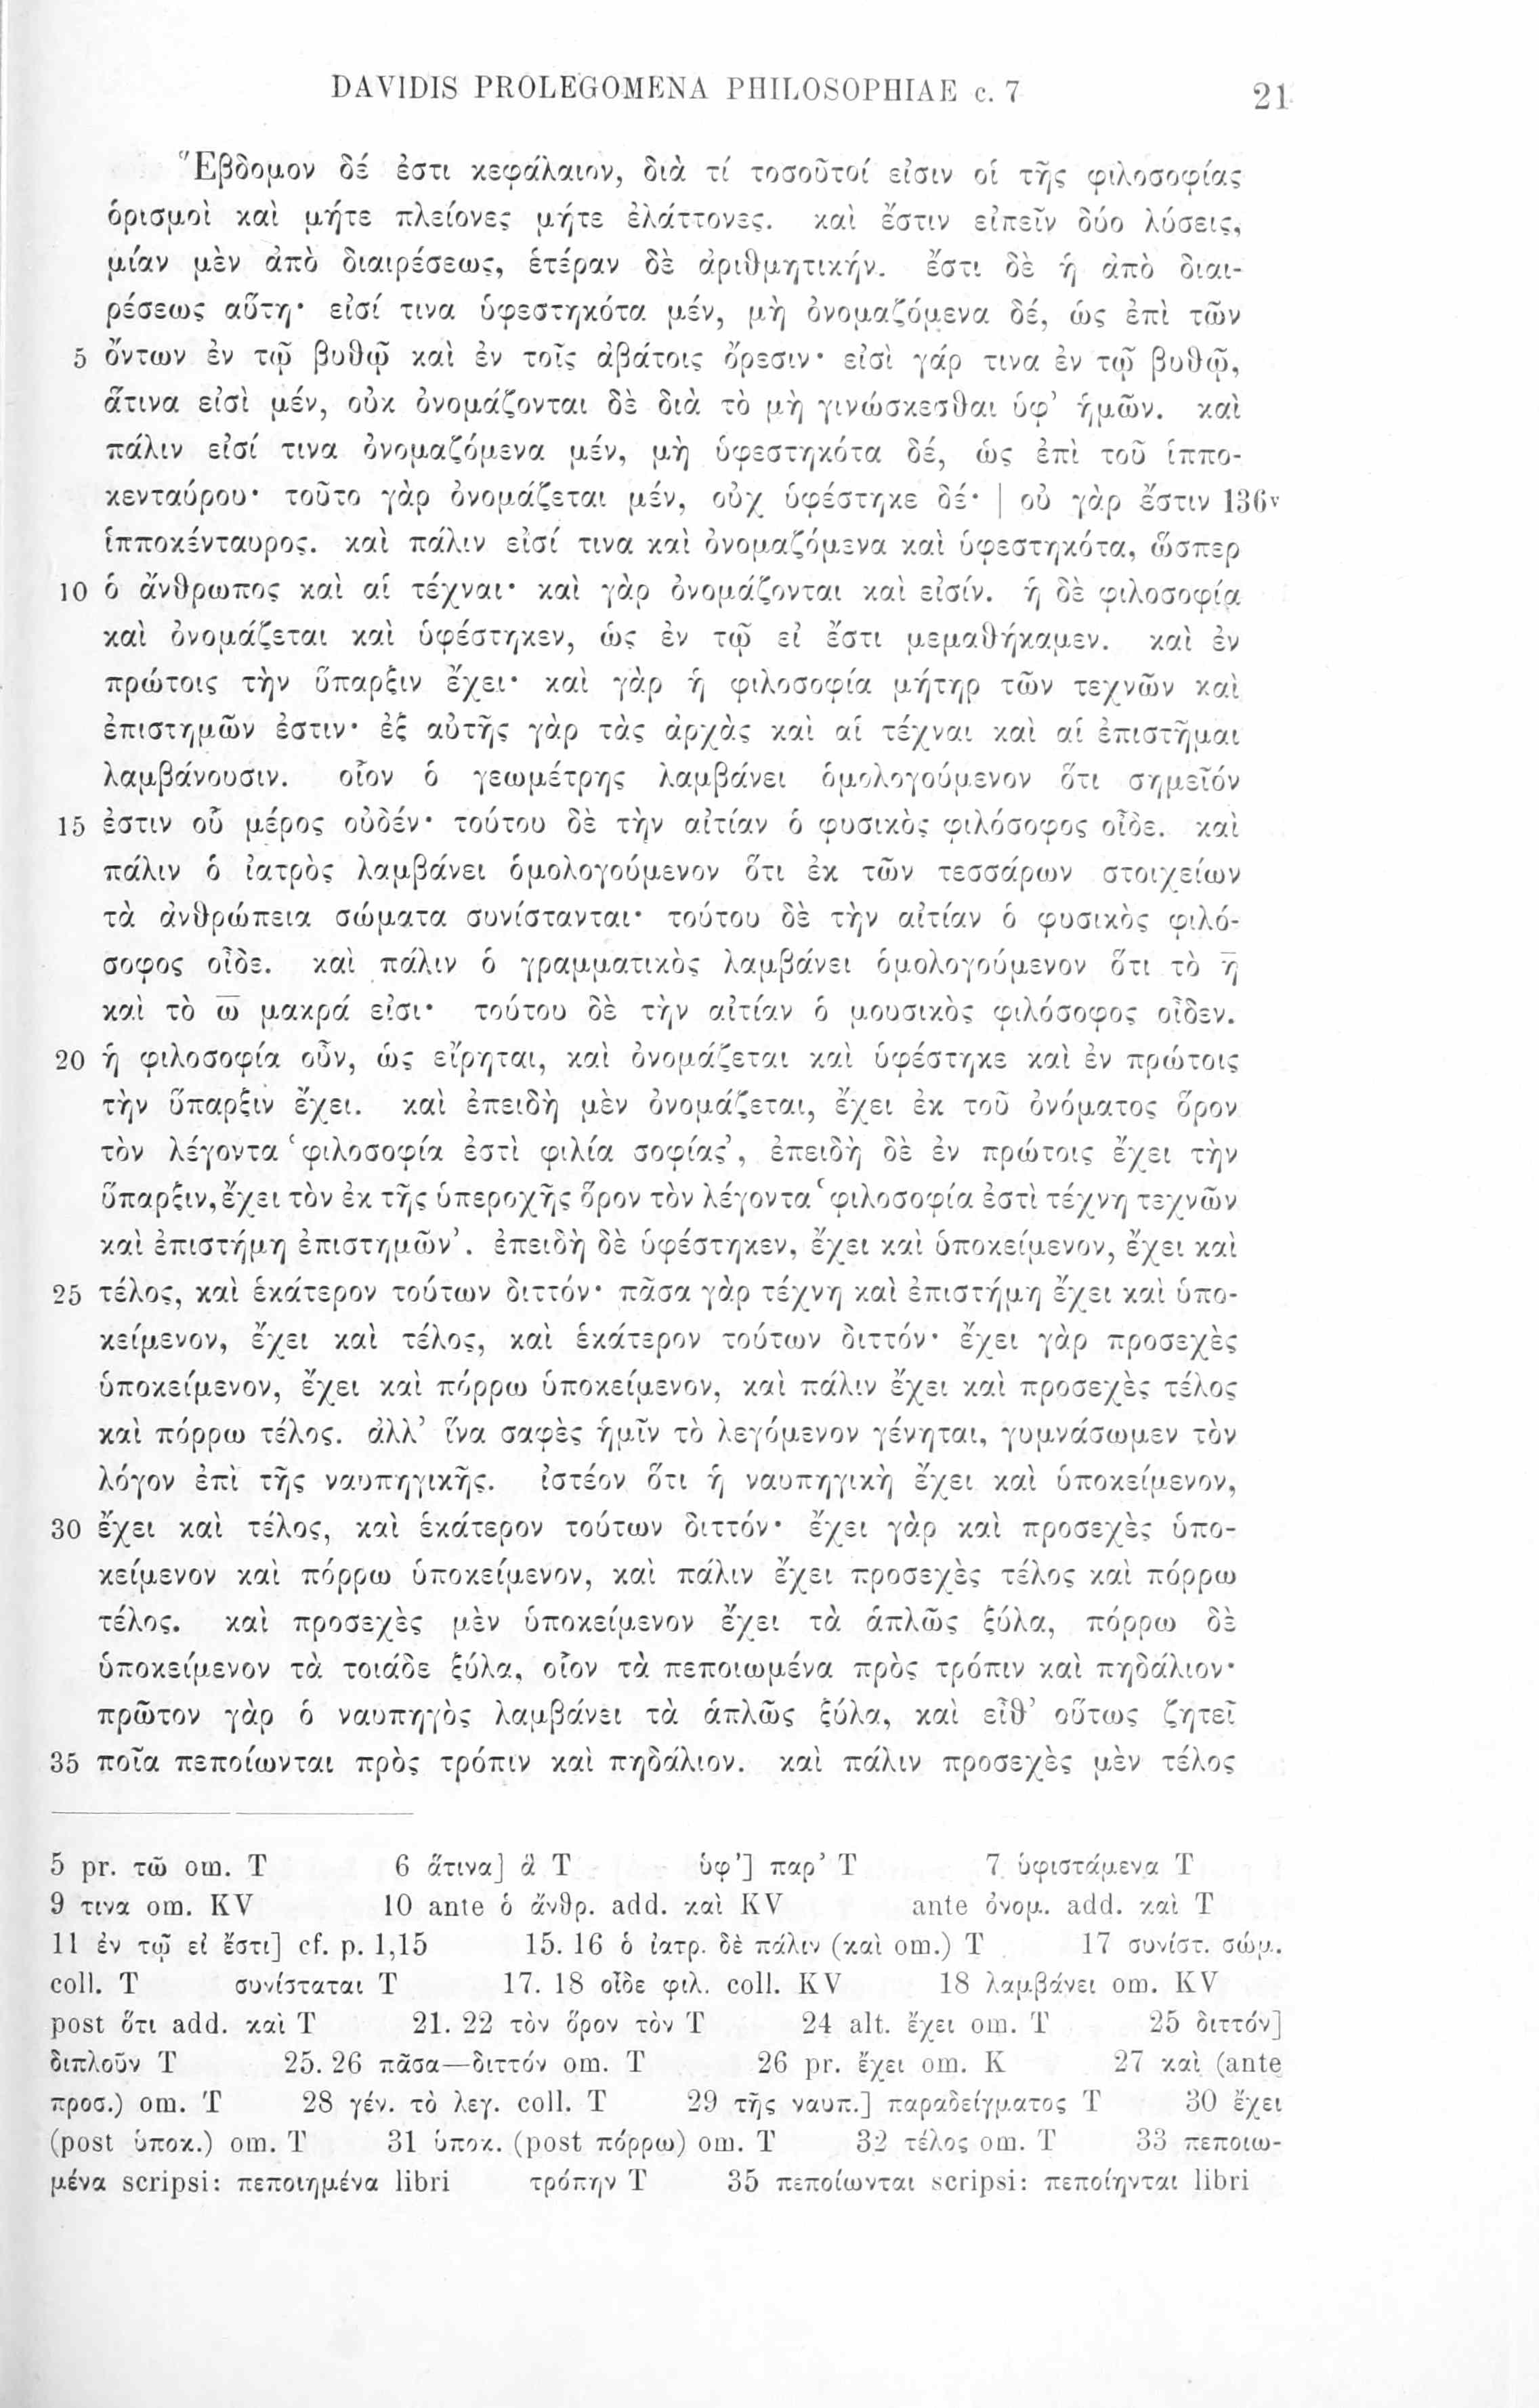 DAVIDIS PROLEGOMENA PHILOSOPHIAE c. 7 21
Ἕβδομον δέ ἐστι κεφάλαιον, διὰ τί τοσοῦτοί εἰσιν οἱ τῆς φιλοσοφίας
ὁρισμοὶ καὶ μήτε πλείονες μήτε ἐλάττονες. καὶ ἔστιν εἰπεῖν δύο λύσεις,
μίαν μὲν ἀπὸ διαιρέσεως, ἑτέραν δὲ ἀριθμητικήν. ἔστι δὲ ἡ ἀπὸ διαι-
ρέσεως αὕτη· εἰσί τινα ὑφεστηκότα μέν, μὴ ὀνομαζόμενα δέ, ὡς ἐπὶ τῶν
5 ὄντων ἐν τῷ βυθῷ καὶ ἐν τοῖς ἀβάτοις ὄρεσιν· εἰσὶ γάρ τινα ἐν τῷ βυθῷ,
ἅτινα εἰσὶ μέν, οὐκ ὀνομάζονται δὲ διὰ τὸ μὴ γινώσκεσθαι ὑφ’ ἡμῶν. καὶ
πάλιν εἰσί τινα ὀνομαζόμενα μέν, μὴ ὑφεστηκότα δέ, ὡς ἐπὶ τοῦ ἱππο-
κενταύρου· τοῦτο γὰρ ὀνομάζεται μέν, οὐχ ὑφέστηκε δέ· | οὐ γὰρ ἔστιν 136v
ἱπποκένταυρος. καὶ πάλιν εἰσί τινα καὶ ὀνομαζόμενα καὶ ὑφεστηκότα, ὥσπερ
10 ὁ ἄνθρωπος καὶ αἱ τέχναι· καὶ γὰρ ὀνομάζονται καὶ εἰσίν. ἡ δὲ φιλοσοφία
καὶ ὀνομάζεται καὶ ὑφέστηκεν, ὡς ἐν τῷ εἰ ἔστι μεμαθήκαμεν. καὶ ἐν
πρώτοις τὴν ὕπαρξιν ἔχει· καὶ γὰρ ἡ φιλοσοφία μήτηρ τῶν τεχνῶν καὶ
ἐπιστημῶν ἐστιν· ἐξ αὐτῆς γὰρ τὰς ἀρχὰς καὶ αἱ τέχναι καὶ αἱ ἐπιστῆμαι
λαμβάνουσιν. οἷον ὁ γεωμέτρης λαμβάνει ὁμολογούμενον ὅτι σημεῖόν
15 ἐστιν οὗ μέρος οὐδέν· τούτου δὲ τὴν αἰτίαν ὁ φυσικὸς φιλόσοφος οἶδε. καὶ
πάλιν ὁ ἰατρὸς λαμβάνει ὁμολογούμενον ὅτι ἐκ τῶν τεσσάρων στοιχείων
τὰ ἀνθρώπεια σώματα συνίστανται· τούτου δὲ τὴν αἰτίαν ὁ φυσικὸς φιλό-
σοφος οἶδε. καὶ πάλιν ὁ γραμματικὸς λαμβάνει ὁμολογούμενον ὅτι τὸ η̅
καὶ τὸ ω̅ μακρά εἰσι· τούτου δὲ τὴν αἰτίαν ὁ μουσικὸς φιλόσοφος οἶδεν.
20 ἡ φιλοσοφία οὖν, ὡς εἴρηται, καὶ ὀνομάζεται καὶ ὑφέστηκε καὶ ἐν πρώτοις
τὴν ὕπαρξιν ἔχει. καὶ ἐπειδὴ μὲν ὀνομάζεται, ἔχει ἐκ τοῦ ὀνόματος ὅρον
τὸν λέγοντα ‘φιλοσοφία ἐστὶ φιλία σοφίας’, ἐπειδὴ δὲ ἐν πρώτοις ἔχει τὴν
ὕπαρξιν, ἔχει τὸν ἐκ τῆς ὑπεροχῆς ὅρον τὸν λέγοντα ‘φιλοσοφία ἐστὶ τέχνη τεχνῶν
καὶ ἐπιστήμη ἐπιστημῶν’. ἐπειδὴ δὲ ὑφέστηκεν, ἔχει καὶ ὑποκείμενον, ἔχει καὶ
25 τέλος, καὶ ἑκάτερον τούτων διττόν· πᾶσα γὰρ τέχνη καὶ ἐπιστήμη ἔχει καὶ ὑπο-
κείμενον, ἔχει καὶ τέλος, καὶ ἑκάτερον τούτων διττόν· ἔχει γὰρ προσεχὲς
ὑποκείμενον, ἔχει καὶ πόρρω ὑποκείμενον, καὶ πάλιν ἔχει καὶ προσεχὲς τέλος
καὶ πόρρω τέλος. ἀλλ’ ἵνα σαφὲς ἡμῖν τὸ λεγόμενον γένηται, γυμνάσωμεν τὸν
λόγον ἐπὶ τῆς ναυπηγικῆς. ἰστέον ὅτι ἡ ναυπηγικὴ ἔχει καὶ ὑποκείμενον,
30 ἔχει καὶ τέλος, καὶ ἑκάτερον τούτων διττόν· ἔχει γὰρ καὶ προσεχὲς ὑπο-
κείμενον καὶ πόρρω ὑποκείμενον, καὶ πάλιν ἔχει προσεχὲς τέλος καὶ πόρρω
τέλος. καὶ προσεχὲς μὲν ὑποκείμενον ἔχει τὰ ἁπλῶς ξύλα, πόρρω δὲ
ὑποκείμενον τὰ τοιάδε ξύλα, οἷον τὰ πεποιωμένα πρὸς τρόπιν καὶ πηδάλιον·
πρῶτον γὰρ ὁ ναυπηγὸς λαμβάνει τὰ ἁπλῶς ξύλα, καὶ εἶθ’ οὕτως ζητεῖ
35 ποῖα πεποίωνται πρὸς τρόπιν καὶ πηδάλιον. καὶ πάλιν προσεχὲς μὲν τέλος
5 pr. τῶ om. T 6 ἅτινα] ἃ T ὑφ’] παρ’ T 7 ὑφιστάμενα T
9 τινα om. KV 10 ante ὁ ἄνθρ. add. καὶ KV ante ὀνομ. add. καὶ T
11 ἐν τῷ εἰ ἔστι] cf. p. 1,15 15. 16 ὁ ἰατρ. δὲ πάλιν (καὶ om.) T 17 συνίστ. σώμ.
coll. T συνίσταται T 17. 18 οἶδε φιλ. coll. KV 18 λαμβάνει om. KV
post ὅτι add. καὶ T 21. 22 τὸν ὅρον τὸν T 24 alt. ἔχει om. T 25 διττόν]
διπλοῦν T 25. 26 πᾶσα—διττόν om. T 26 pr. ἔχει om. K 27 καὶ (ante
προσ.) om. T 28 γέν. τὸ λεγ. coll. T 29 τῆς ναυπ.] παραδείγματος T 30 ἔχει
(post ὑποκ.) om. T 31 ὑποκ. (post πόρρω) om. T 32 τέλος om. T 33 πεποιω-
μένα scripsi: πεποιημένα libri τρόπην T 35 πεποίωνται scripsi: πεποίηνται libri